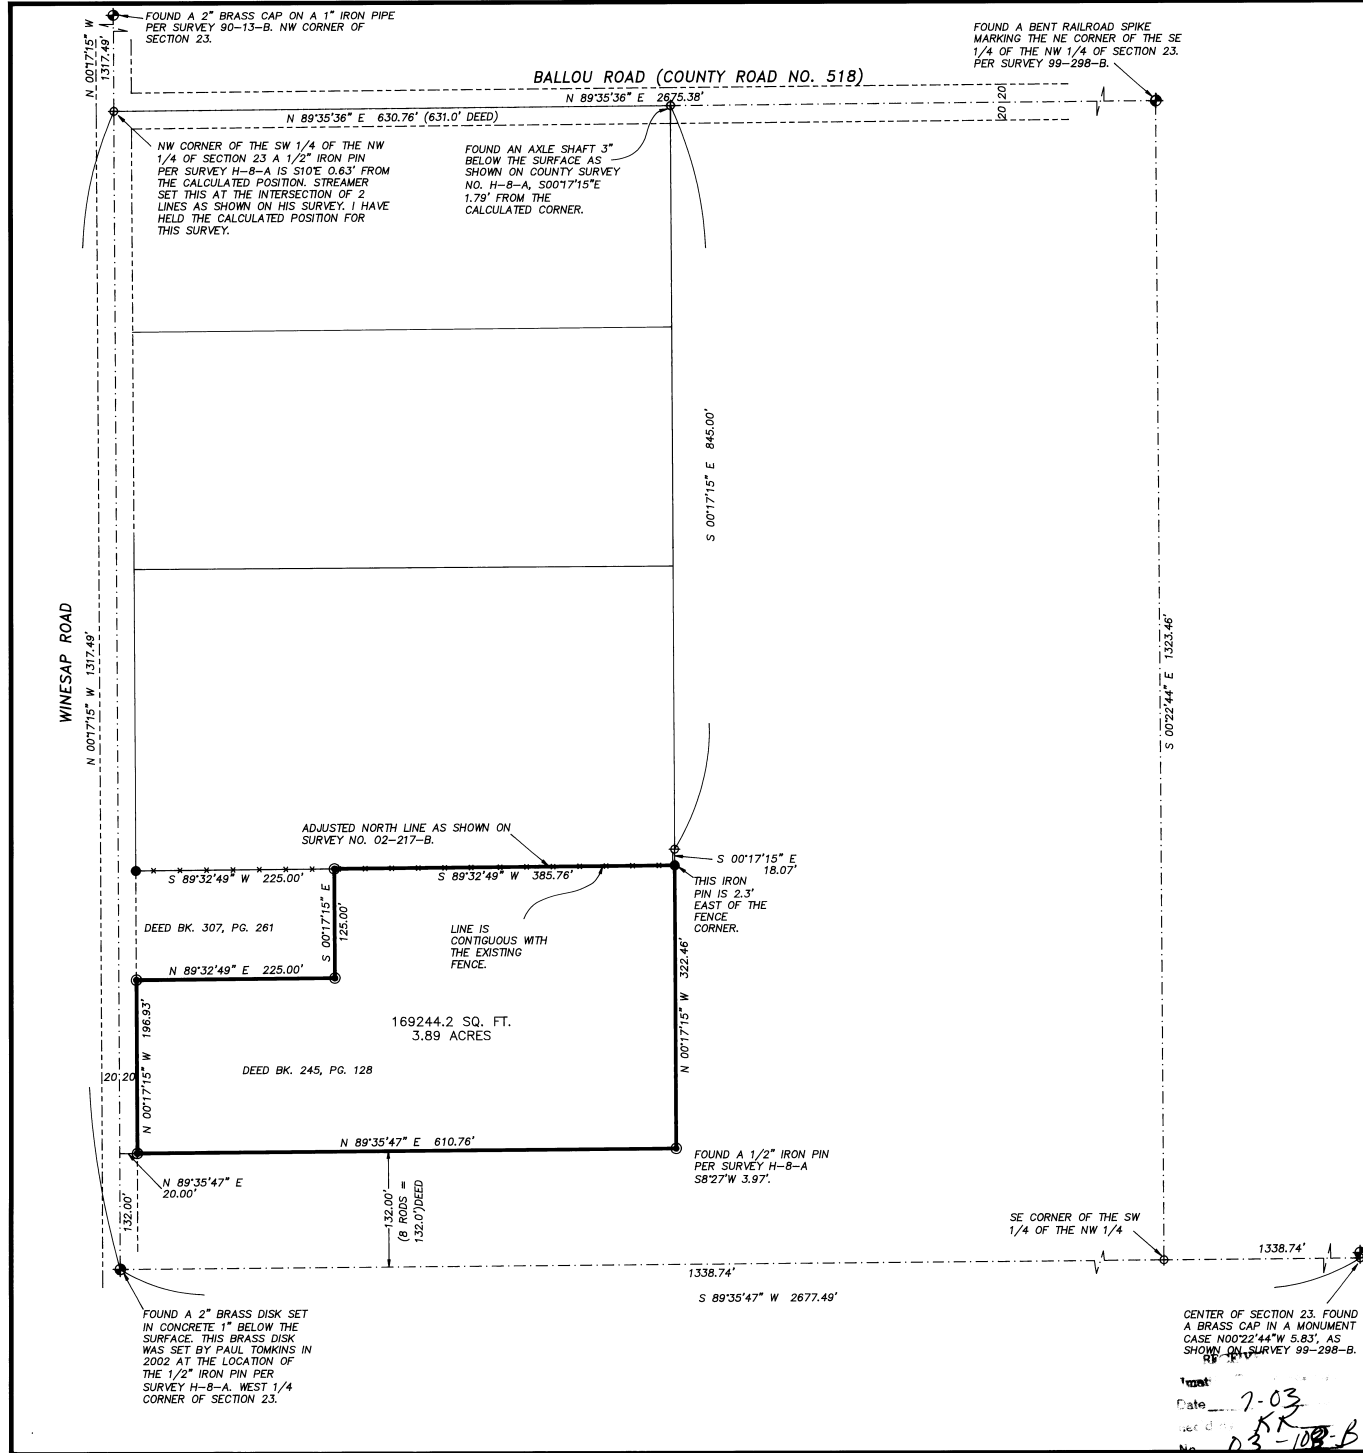 FOUND A 2" BRASS CAP ON A 1" IRON PIPE
PER SURVEY 90-13-B. NW CORNER OF
SECTION 23.
N 00°17'15" W
1317.49'
FOUND A BENT RAILROAD SPIKE
MARKING THE NE CORNER OF THE SE
1/4 OF THE NW 1/4 OF SECTION 23.
PER SURVEY 99-298-B.
BALLOU ROAD (COUNTY ROAD NO. 518)
N 89°35'36" E 2675.38'
N 89°35'36" E 630.76' (631.0' DEED)
20 20
NW CORNER OF THE SW 1/4 OF THE NW
1/4 OF SECTION 23 A 1/2" IRON PIN
PER SURVEY H-8-A IS S10°E 0.63' FROM
THE CALCULATED POSITION. STREAMER
SET THIS AT THE INTERSECTION OF 2
LINES AS SHOWN ON HIS SURVEY. I HAVE
HELD THE CALCULATED POSITION FOR
THIS SURVEY.
FOUND AN AXLE SHAFT 3"
BELOW THE SURFACE AS
SHOWN ON COUNTY SURVEY
NO. H-8-A, S00°17'15"E
1.79' FROM THE
CALCULATED CORNER.
S 00°17'15" E 845.00'
WINESAP ROAD
N 00°17'15" W 1317.49'
S 00°22'44" E 1323.46'
ADJUSTED NORTH LINE AS SHOWN ON
SURVEY NO. 02-217-B.
S 00°17'15" E
18.07'
S 89°32'49" W 225.00'
S 89°32'49" W 385.76'
THIS IRON
PIN IS 2.3'
EAST OF THE
FENCE
CORNER.
S 00°17'15" E
125.00'
DEED BK. 307, PG. 261
LINE IS
CONTIGUOUS WITH
THE EXISTING
FENCE.
N 89°32'49" E 225.00'
N 00°17'15" W 322.46'
N 00°17'15" W 196.93'
169244.2 SQ. FT.
3.89 ACRES
DEED BK. 245, PG. 128
20 20
N 89°35'47" E 610.76'
FOUND A 1/2" IRON PIN
PER SURVEY H-8-A
S8°27'W 3.97'.
N 89°35'47" E
20.00'
132.00'
132.00'
(8 RODS =
132.0')DEED
SE CORNER OF THE SW
1/4 OF THE NW 1/4
1338.74'
1338.74'
S 89°35'47" W 2677.49'
FOUND A 2" BRASS DISK SET
IN CONCRETE 1" BELOW THE
SURFACE. THIS BRASS DISK
WAS SET BY PAUL TOMKINS IN
2002 AT THE LOCATION OF
THE 1/2" IRON PIN PER
SURVEY H-8-A. WEST 1/4
CORNER OF SECTION 23.
CENTER OF SECTION 23. FOUND
A BRASS CAP IN A MONUMENT
CASE N00°22'44"W 5.83', AS
SHOWN ON SURVEY 99-298-B.
Date 7-03
KR
No.